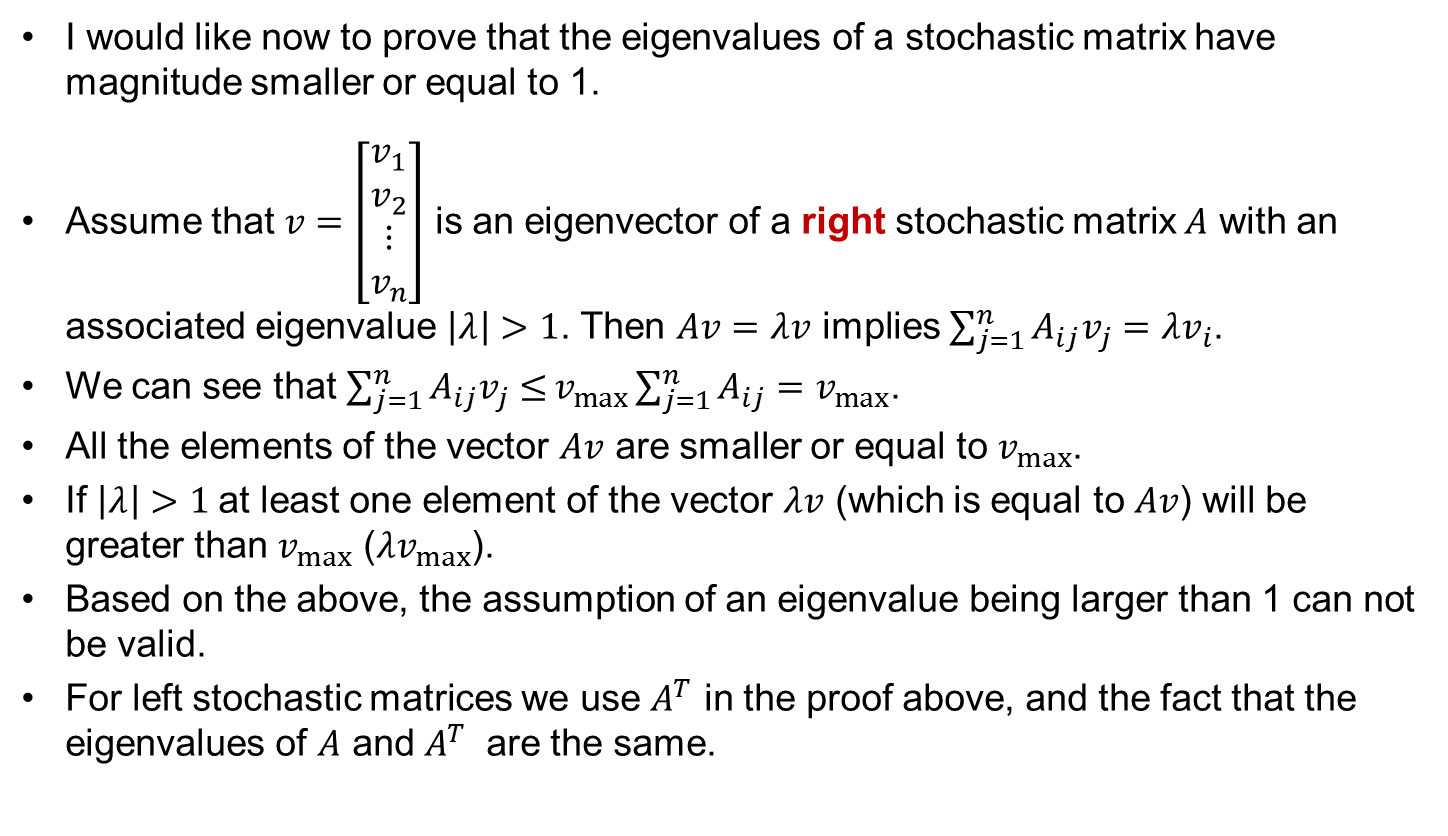 • I would like now to prove that the eigenvalues of a stochastic matrix have
magnitude smaller or equal to 1.
• Assume that 𝑣 = [𝑣₁ 𝑣₂ ⋮ 𝑣ₙ] is an eigenvector of a right stochastic matrix 𝐴 with an
associated eigenvalue |𝜆| > 1. Then 𝐴𝑣 = 𝜆𝑣 implies ∑ⁿⱼ₌₁ 𝐴ᵢⱼ𝑣ⱼ = 𝜆𝑣ᵢ.
• We can see that ∑ⁿⱼ₌₁ 𝐴ᵢⱼ𝑣ⱼ ≤ 𝑣max ∑ⁿⱼ₌₁ 𝐴ᵢⱼ = 𝑣max.
• All the elements of the vector 𝐴𝑣 are smaller or equal to 𝑣max.
• If |𝜆| > 1 at least one element of the vector 𝜆𝑣 (which is equal to 𝐴𝑣) will be
greater than 𝑣max (𝜆𝑣max).
• Based on the above, the assumption of an eigenvalue being larger than 1 can not
be valid.
• For left stochastic matrices we use 𝐴ᵀ in the proof above, and the fact that the
eigenvalues of 𝐴 and 𝐴ᵀ are the same.